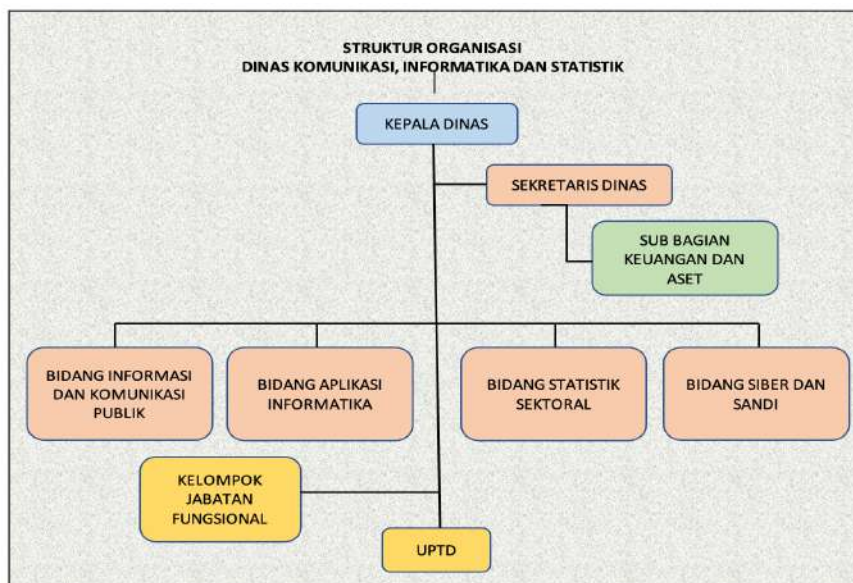 STRUKTUR ORGANISASI
DINAS KOMUNIKASI, INFORMATIKA DAN STATISTIK
KEPALA DINAS
SEKRETARIS DINAS
SUB BAGIAN
KEUANGAN DAN
ASET
BIDANG INFORMASI
DAN KOMUNIKASI
PUBLIK
BIDANG APLIKASI
INFORMATIKA
BIDANG STATISTIK
SEKTORAL
BIDANG SIBER DAN
SANDI
KELOMPOK
JABATAN
FUNGSIONAL
UPTD